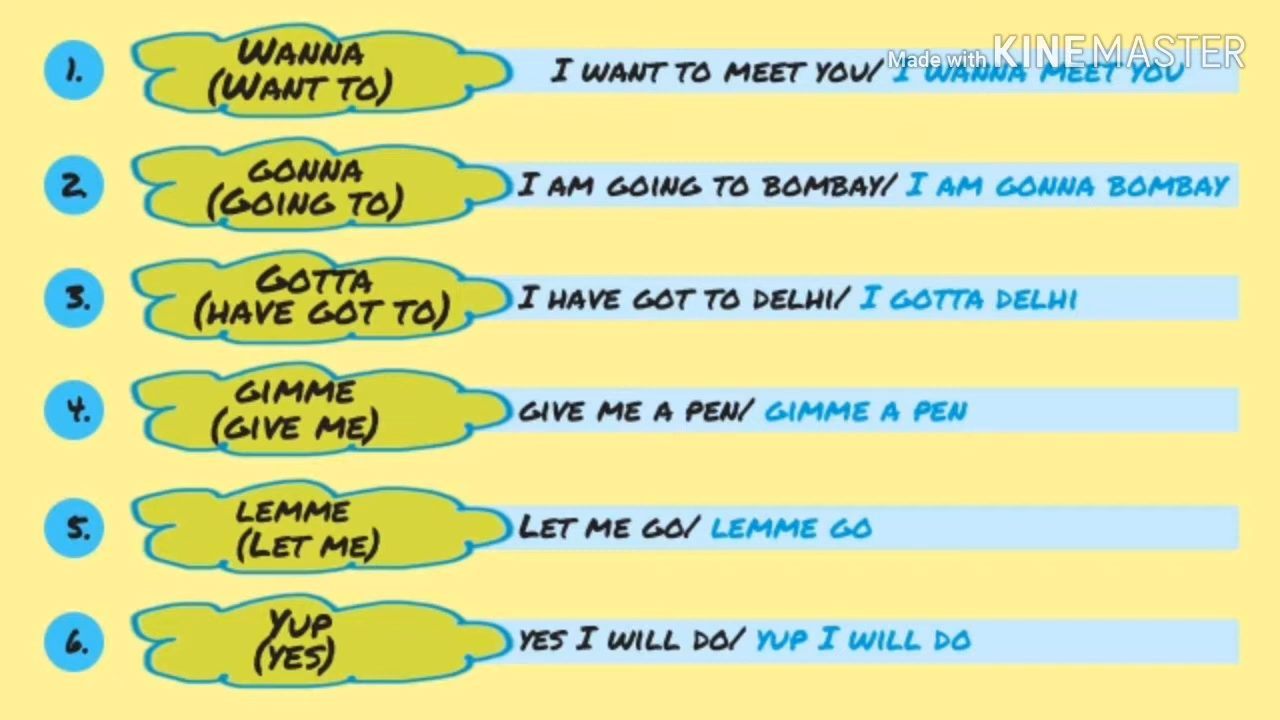 1. WANNA
(WANT TO)
I WANT TO MEET YOU/ I WANNA MEET YOU
Made with KINEMASTER
2. GONNA
(GOING TO)
I AM GOING TO BOMBAY/ I AM GONNA BOMBAY
3. GOTTA
(HAVE GOT TO)
I HAVE GOT TO DELHI/ I GOTTA DELHI
4. GIMME
(GIVE ME)
GIVE ME A PEN/ GIMME A PEN
5. LEMME
(LET ME)
LET ME GO/ LEMME GO
6. YUP
(YES)
YES I WILL DO/ YUP I WILL DO